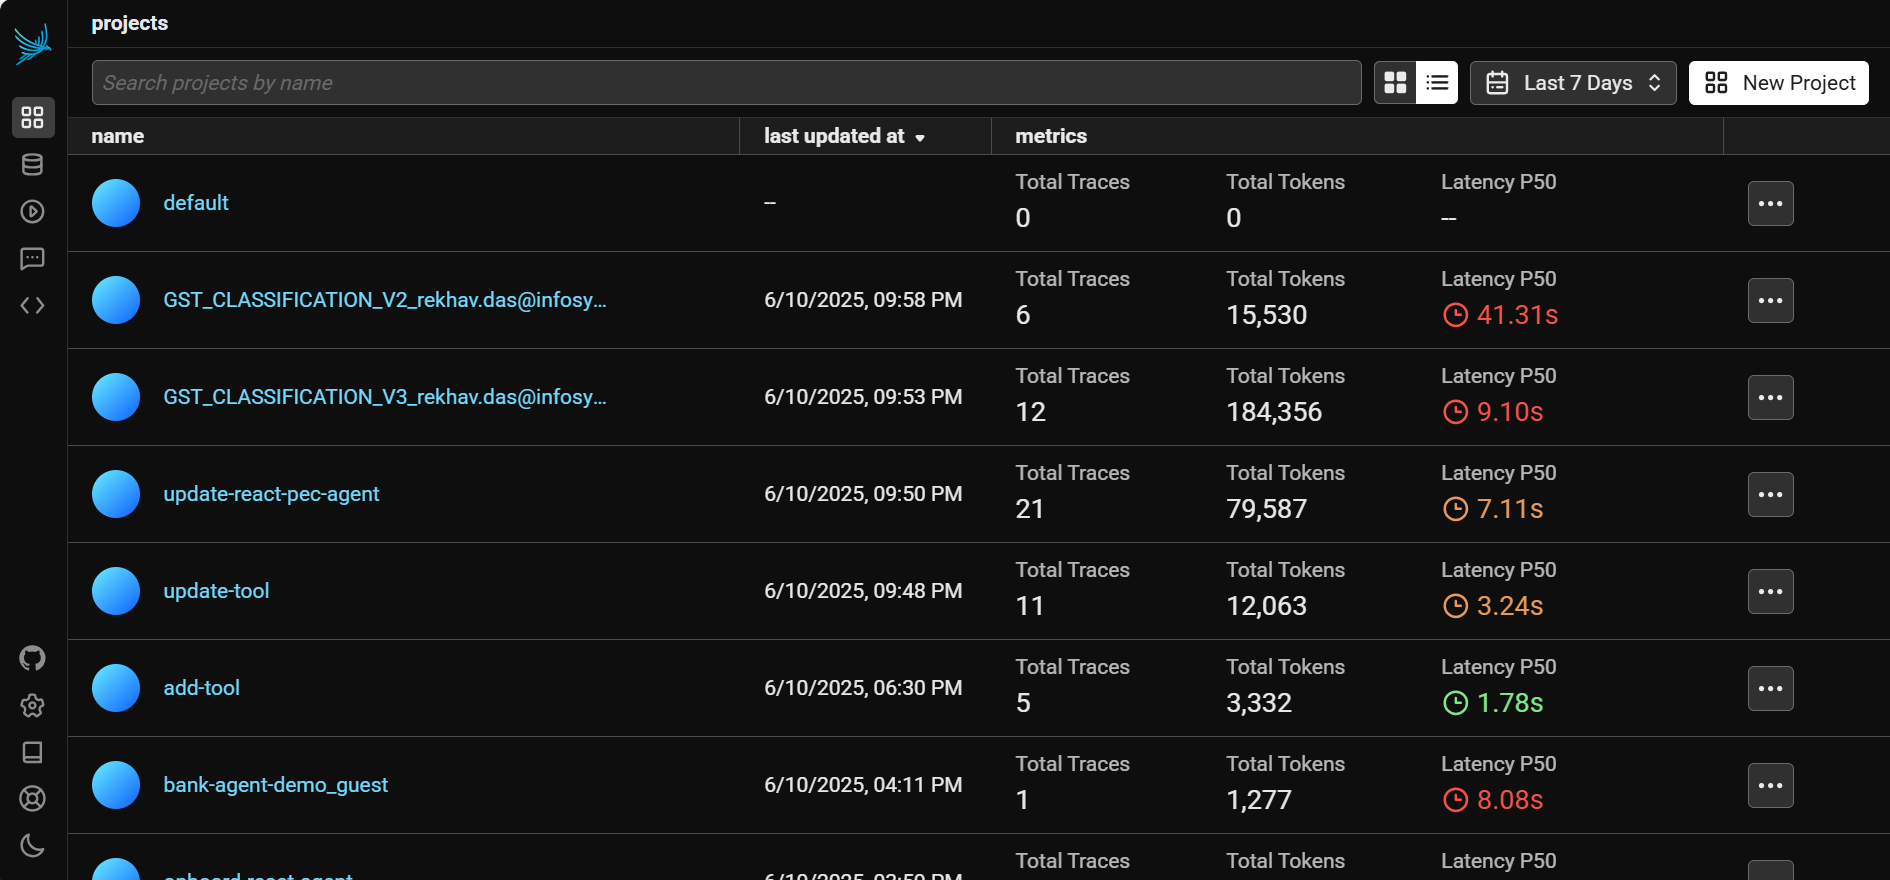 projects
Search projects by name
Last 7 Days
New Project
name
last updated at
metrics
default
--
Total Traces
0
Total Tokens
0
Latency P50
--
GST_CLASSIFICATION_V2_rekhav.das@infosy...
6/10/2025, 09:58 PM
Total Traces
6
Total Tokens
15,530
Latency P50
41.31s
GST_CLASSIFICATION_V3_rekhav.das@infosy...
6/10/2025, 09:53 PM
Total Traces
12
Total Tokens
184,356
Latency P50
9.10s
update-react-pec-agent
6/10/2025, 09:50 PM
Total Traces
21
Total Tokens
79,587
Latency P50
7.11s
update-tool
6/10/2025, 09:48 PM
Total Traces
11
Total Tokens
12,063
Latency P50
3.24s
add-tool
6/10/2025, 06:30 PM
Total Traces
5
Total Tokens
3,332
Latency P50
1.78s
bank-agent-demo_guest
6/10/2025, 04:11 PM
Total Traces
1
Total Tokens
1,277
Latency P50
8.08s
Total Traces
Total Tokens
Latency P50